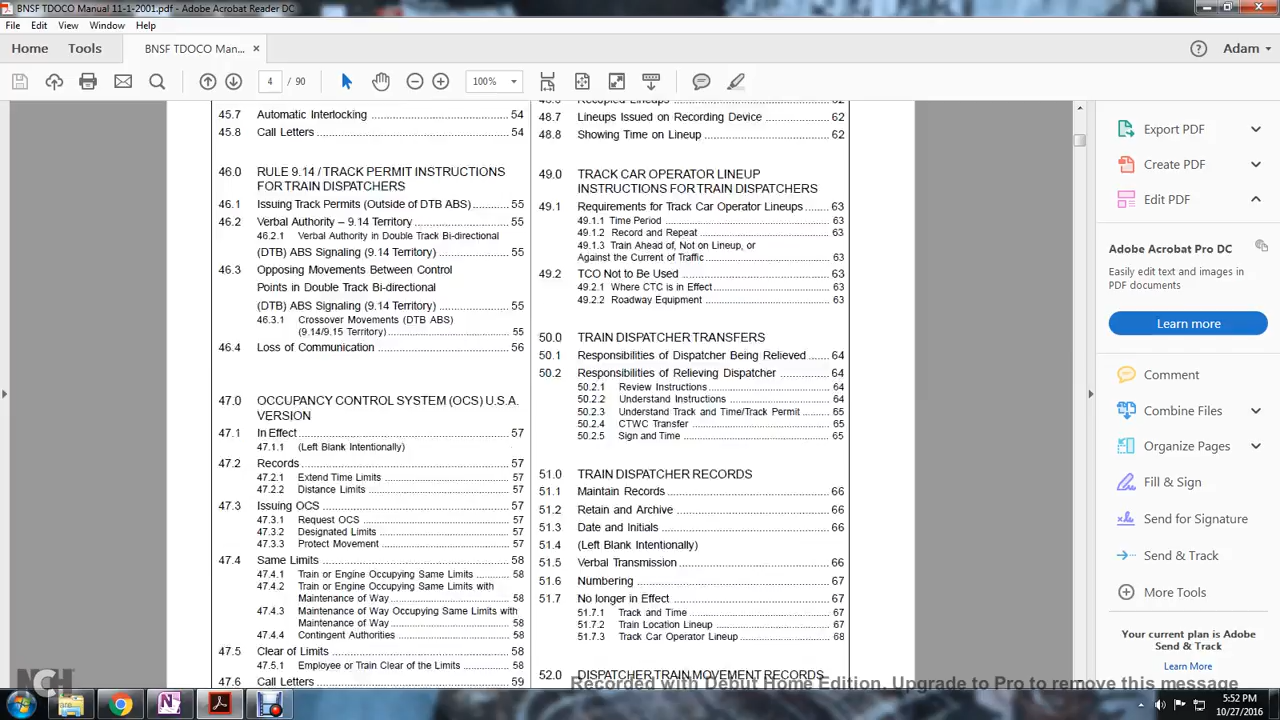 BNSF TDOCO Manual 11-1-2001.pdf - Adobe Acrobat Reader DC
File Edit View Window Help
Home Tools BNSF TDOCO Man... × Adam
4 / 90 100%
45.7 Automatic Interlocking 54
45.8 Call Letters 54
46.0 RULE 9.14 / TRACK PERMIT INSTRUCTIONS
FOR TRAIN DISPATCHERS
46.1 Issuing Track Permits (Outside of DTB ABS) 55
46.2 Verbal Authority – 9.14 Territory 55
46.2.1 Verbal Authority in Double Track Bi-directional
(DTB) ABS Signaling (9.14 Territory) 55
46.3 Opposing Movements Between Control
Points in Double Track Bi-directional
(DTB) ABS Signaling (9.14 Territory) 55
46.3.1 Crossover Movements (DTB ABS)
(9.14/9.15 Territory) 55
46.4 Loss of Communication 56
47.0 OCCUPANCY CONTROL SYSTEM (OCS) U.S.A.
VERSION
47.1 In Effect 57
47.1.1 (Left Blank Intentionally)
47.2 Records 57
47.2.1 Extend Time Limits 57
47.2.2 Distance Limits 57
47.3 Issuing OCS 57
47.3.1 Request OCS 57
47.3.2 Designated Limits 57
47.3.3 Protect Movement 57
47.4 Same Limits 58
47.4.1 Train or Engine Occupying Same Limits 58
47.4.2 Train or Engine Occupying Same Limits with
Maintenance of Way 58
47.4.3 Maintenance of Way Occupying Same Limits with
Maintenance of Way 58
47.4.4 Contingent Authorities 58
47.5 Clear of Limits 58
47.5.1 Employee or Train Clear of the Limits 58
47.6 Call Letters 59
48.7 Lineups Issued on Recording Device 62
48.8 Showing Time on Lineup 62
49.0 TRACK CAR OPERATOR LINEUP
INSTRUCTIONS FOR TRAIN DISPATCHERS
49.1 Requirements for Track Car Operator Lineups 63
49.1.1 Time Period 63
49.1.2 Record and Repeat 63
49.1.3 Train Ahead of, Not on Lineup, or
Against the Current of Traffic 63
49.2 TCO Not to Be Used 63
49.2.1 Where CTC is in Effect 63
49.2.2 Roadway Equipment 63
50.0 TRAIN DISPATCHER TRANSFERS
50.1 Responsibilities of Dispatcher Being Relieved 64
50.2 Responsibilities of Relieving Dispatcher 64
50.2.1 Review Instructions 64
50.2.2 Understand Instructions 64
50.2.3 Understand Track and Time/Track Permit 65
50.2.4 CTWC Transfer 65
50.2.5 Sign and Time 65
51.0 TRAIN DISPATCHER RECORDS
51.1 Maintain Records 66
51.2 Retain and Archive 66
51.3 Date and Initials 66
51.4 (Left Blank Intentionally)
51.5 Verbal Transmission 66
51.6 Numbering 67
51.7 No longer in Effect 67
51.7.1 Track and Time 67
51.7.2 Train Location Lineup 67
51.7.3 Track Car Operator Lineup 68
52.0 DISPATCHER TRAIN MOVEMENT RECORDS
Export PDF
Create PDF
Edit PDF
Adobe Acrobat Pro DC
Easily edit text and images in
PDF documents
Learn more
Comment
Combine Files
Organize Pages
Fill & Sign
Send for Signature
Send & Track
More Tools
Your current plan is Adobe
Send & Track
Learn More
NCH
Recorded with Debut Home Edition. Upgrade to Pro to remove this message
5:52 PM
10/27/2016